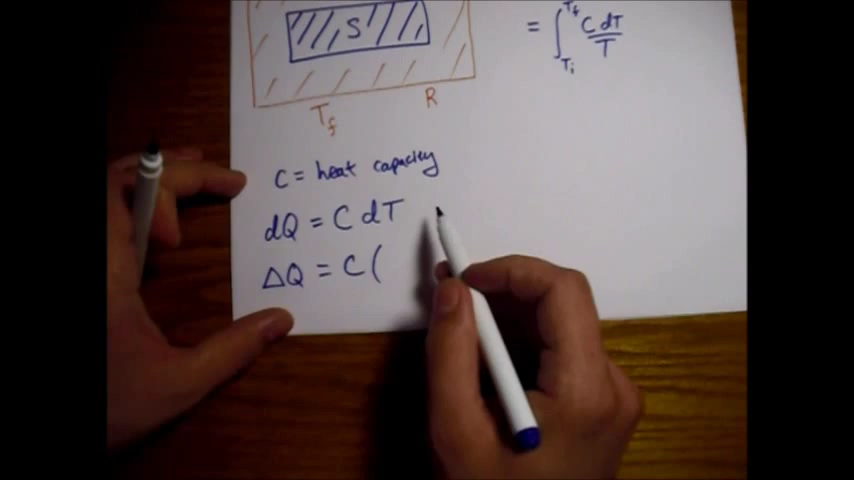 S
T_f R
= ∫_{T_i}^{T_f} C dT / T
C = heat capacity
dQ = C dT
ΔQ = C (